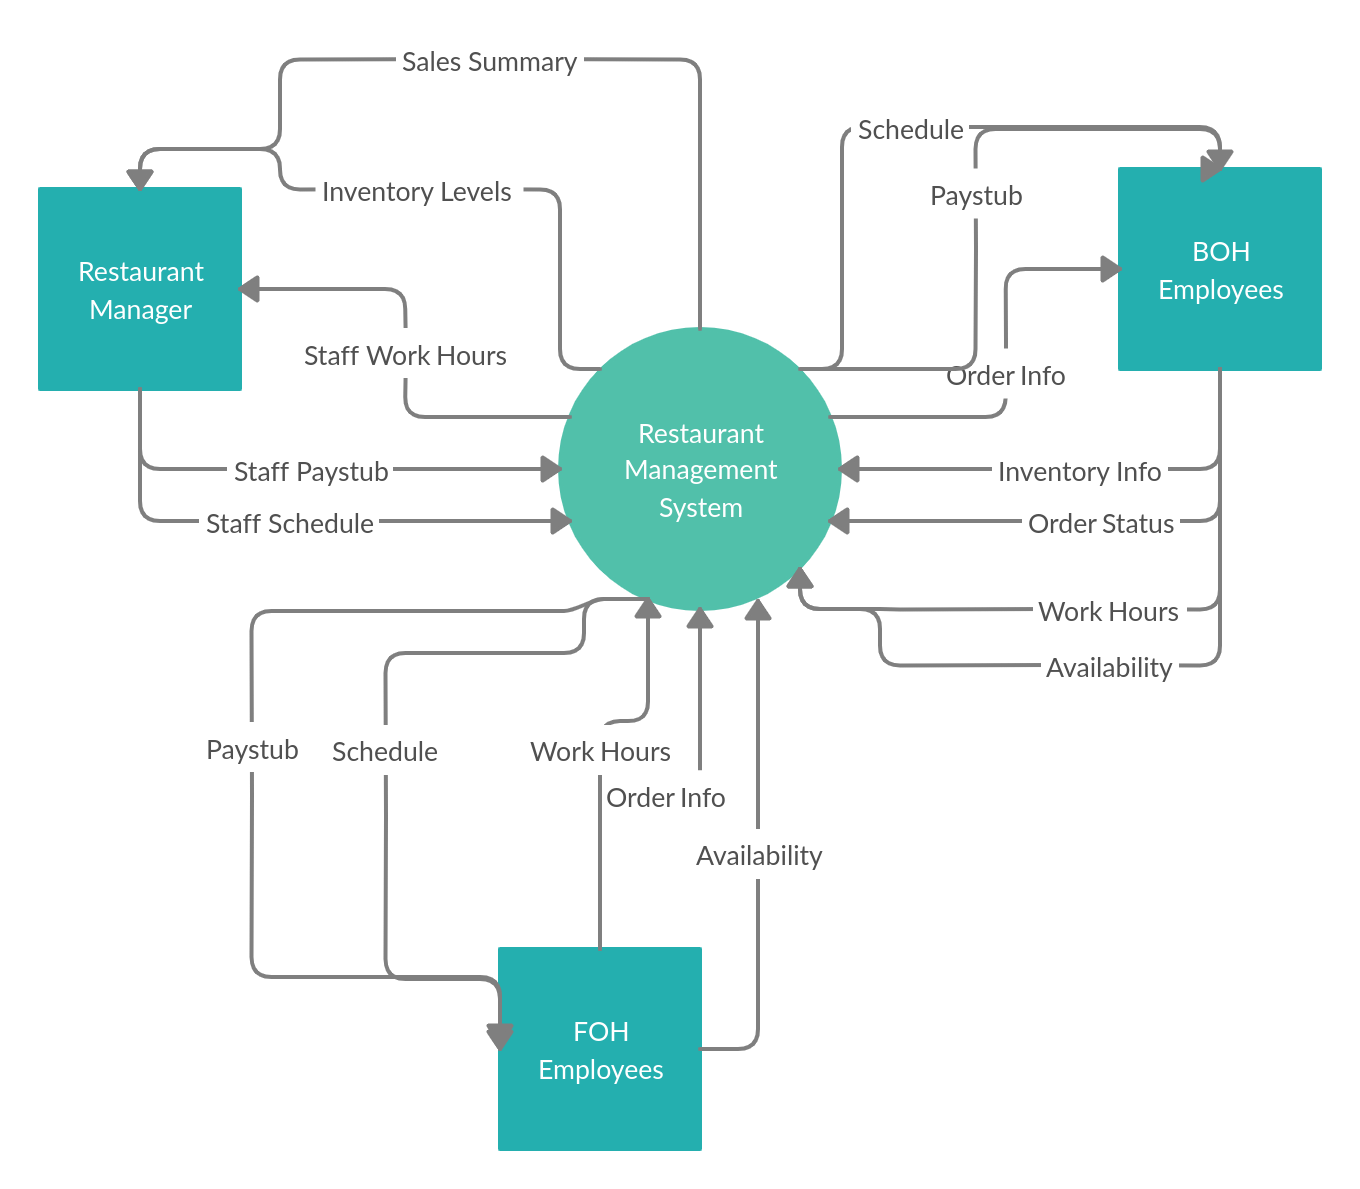 Sales Summary
Schedule
Inventory Levels
Paystub
Restaurant
Manager
BOH
Employees
Staff Work Hours
Order Info
Restaurant
Management
System
Staff Paystub
Inventory Info
Staff Schedule
Order Status
Work Hours
Availability
Paystub
Schedule
Work Hours
Order Info
Availability
FOH
Employees